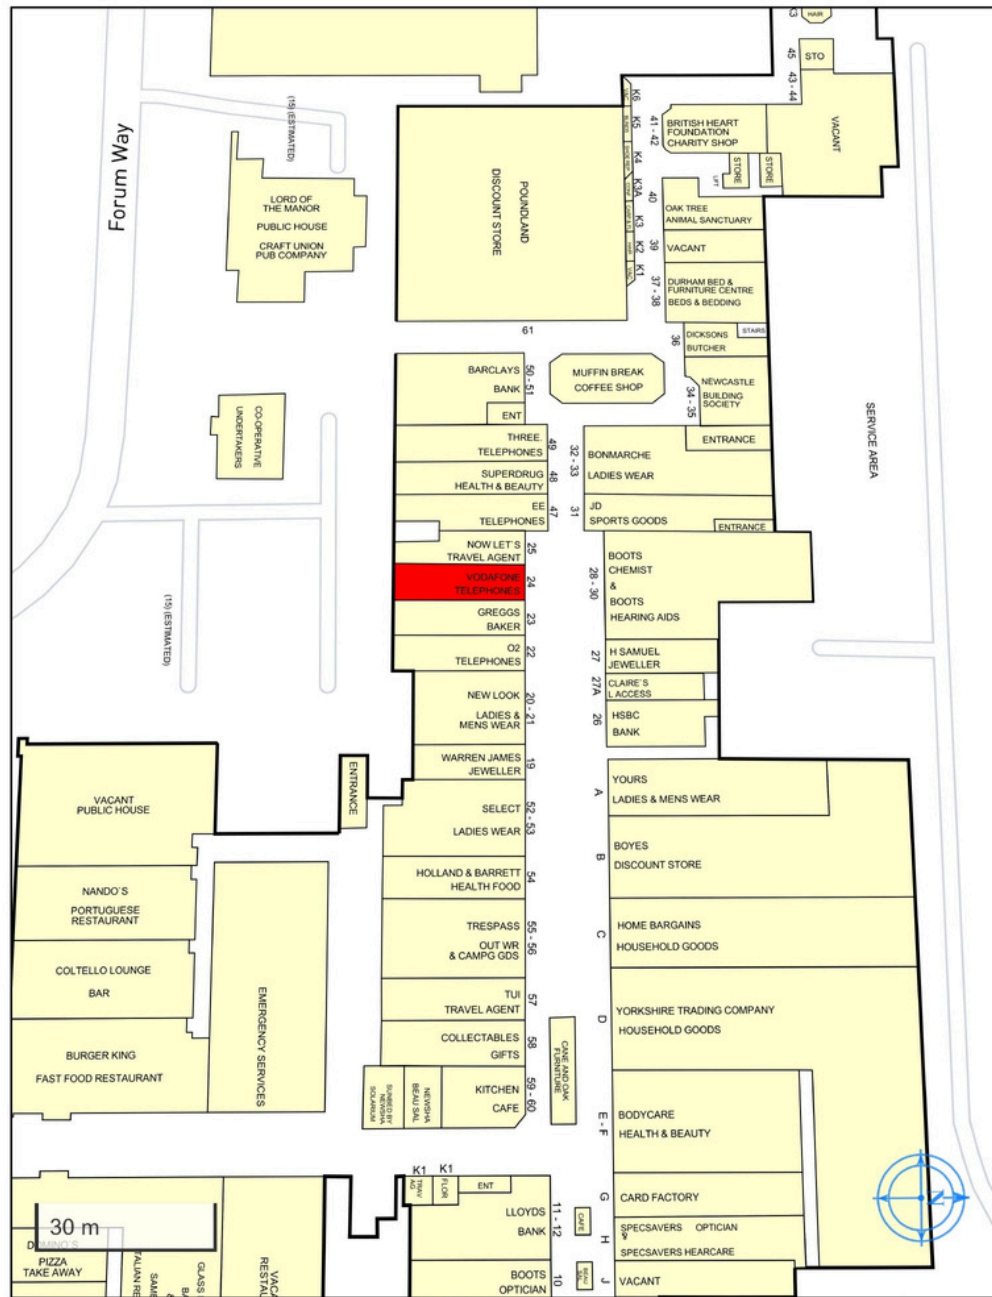 HAIR
K3
45
STO
43 - 44
VACANT
Forum Way
(15) (ESTIMATED)
LORD OF
THE MANOR
PUBLIC HOUSE
CRAFT UNION
PUB COMPANY
POUNDLAND
DISCOUNT STORE
K6
K5
K4
K3A
K3
K2
K1
41 - 42
BRITISH HEART
FOUNDATION
CHARITY SHOP
STORE
STORE
LIFT
40
OAK TREE
ANIMAL SANCTUARY
39
VACANT
37 - 38
DURHAM BED &
FURNITURE CENTRE
BEDS & BEDDING
61
36
DICKSONS
BUTCHER
STAIRS
34 - 35
NEWCASTLE
BUILDING
SOCIETY
SERVICE AREA
BARCLAYS
BANK
50 - 51
ENT
MUFFIN BREAK
COFFEE SHOP
CO-OPERATIVE
UNDERTAKERS
THREE
TELEPHONES
49
SUPERDRUG
HEALTH & BEAUTY
48
EE
TELEPHONES
47
32 - 33
ENTRANCE
BONMARCHE
LADIES WEAR
31
JD
SPORTS GOODS
ENTRANCE
NOW LET`S
TRAVEL AGENT
25
VODAFONE
TELEPHONES
24
GREGGS
BAKER
23
O2
TELEPHONES
22
28 - 30
BOOTS
CHEMIST
&
BOOTS
HEARING AIDS
27
H SAMUEL
JEWELLER
27A
CLAIRE`S
L ACCESS
26
HSBC
BANK
(15) (ESTIMATED)
NEW LOOK
LADIES &
MENS WEAR
20 - 21
WARREN JAMES
JEWELLER
19
SELECT
LADIES WEAR
52 - 53
HOLLAND & BARRETT
HEALTH FOOD
54
TRESPASS
OUT WR
& CAMPG GDS
55 - 56
TUI
TRAVEL AGENT
57
COLLECTABLES
GIFTS
58
KITCHEN
CAFE
59 - 60
NEWSHA
BEAU SAL
SUNBED BY
NEWSHA
SOLARIUM
ENTRANCE
VACANT
PUBLIC HOUSE
NANDO`S
PORTUGUESE
RESTAURANT
COLTELLO LOUNGE
BAR
BURGER KING
FAST FOOD RESTAURANT
EMERGENCY SERVICES
A
YOURS
LADIES & MENS WEAR
B
BOYES
DISCOUNT STORE
C
HOME BARGAINS
HOUSEHOLD GOODS
D
YORKSHIRE TRADING COMPANY
HOUSEHOLD GOODS
CANE AND OAK
FURNITURE
E - F
BODYCARE
HEALTH & BEAUTY
G
CARD FACTORY
H
SPECSAVERS OPTICIAN
&
SPECSAVERS HEARCARE
J
VACANT
K1
K1
TRAV
AG
FLOR
ENT
LLOYDS
BANK
11 - 12
CAFE
BOOTS
OPTICIAN
10
BEAU
SAL
30 m
PIZZA
TAKE AWAY
N